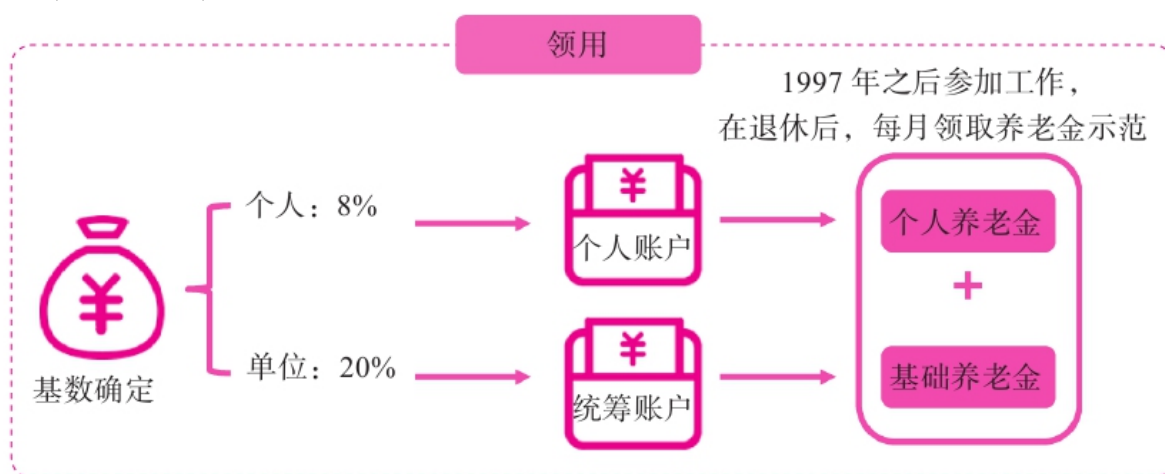 领用
1997 年之后参加工作，
在退休后，每月领取养老金示范
个人：8%
¥
个人账户
个人养老金
+
¥
基数确定
单位：20%
¥
统筹账户
基础养老金